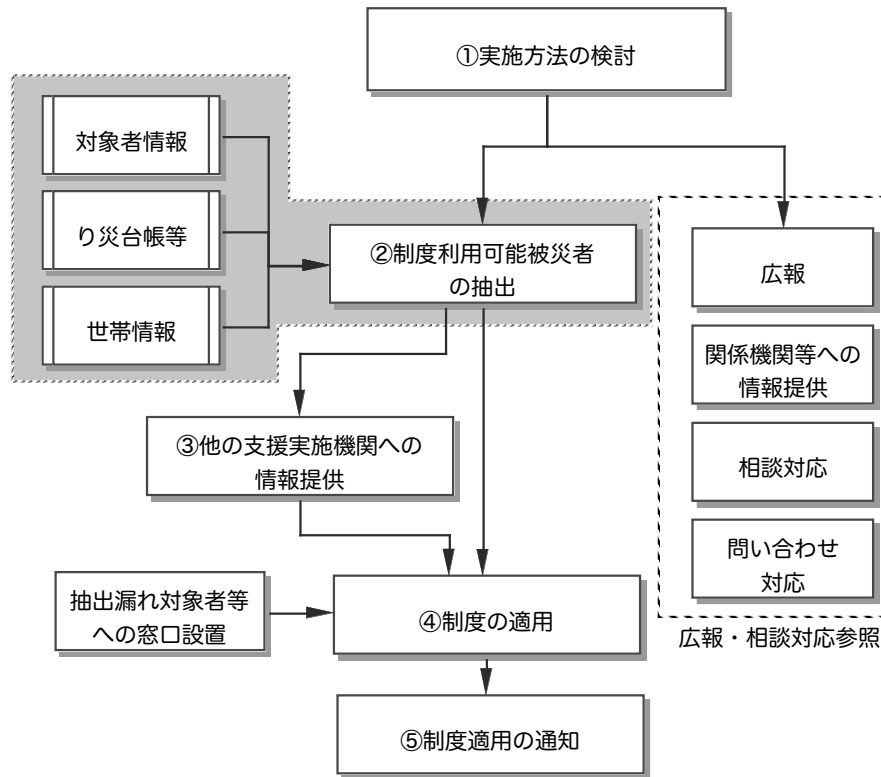 ①実施方法の検討
対象者情報
り災台帳等
世帯情報
②制度利用可能被災者
の抽出
広報
関係機関等への
情報提供
相談対応
問い合わせ
対応
広報・相談対応参照
③他の支援実施機関への
情報提供
抽出漏れ対象者等
への窓口設置
④制度の適用
⑤制度適用の通知